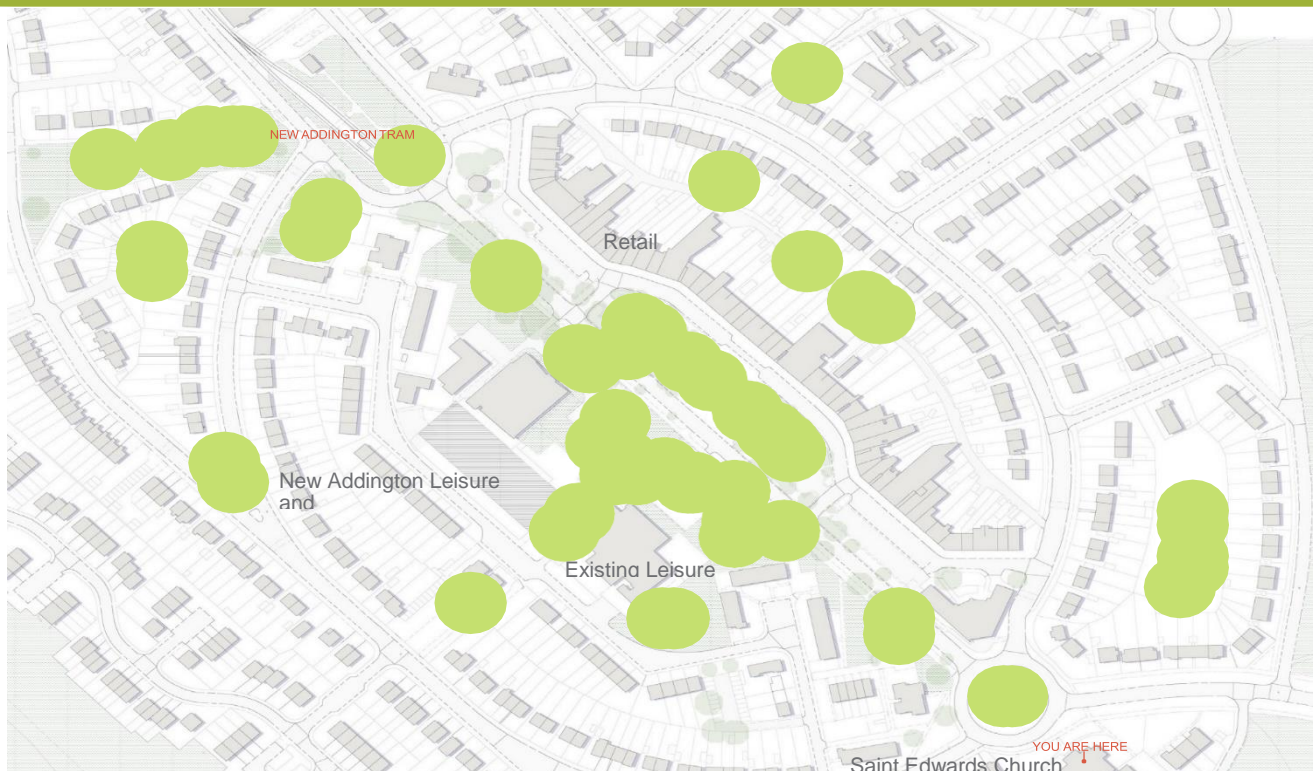 NEW ADDINGTON TRAM
Retail
New Addington Leisure
and
Existing Leisure
YOU ARE HERE
Saint Edwards Church